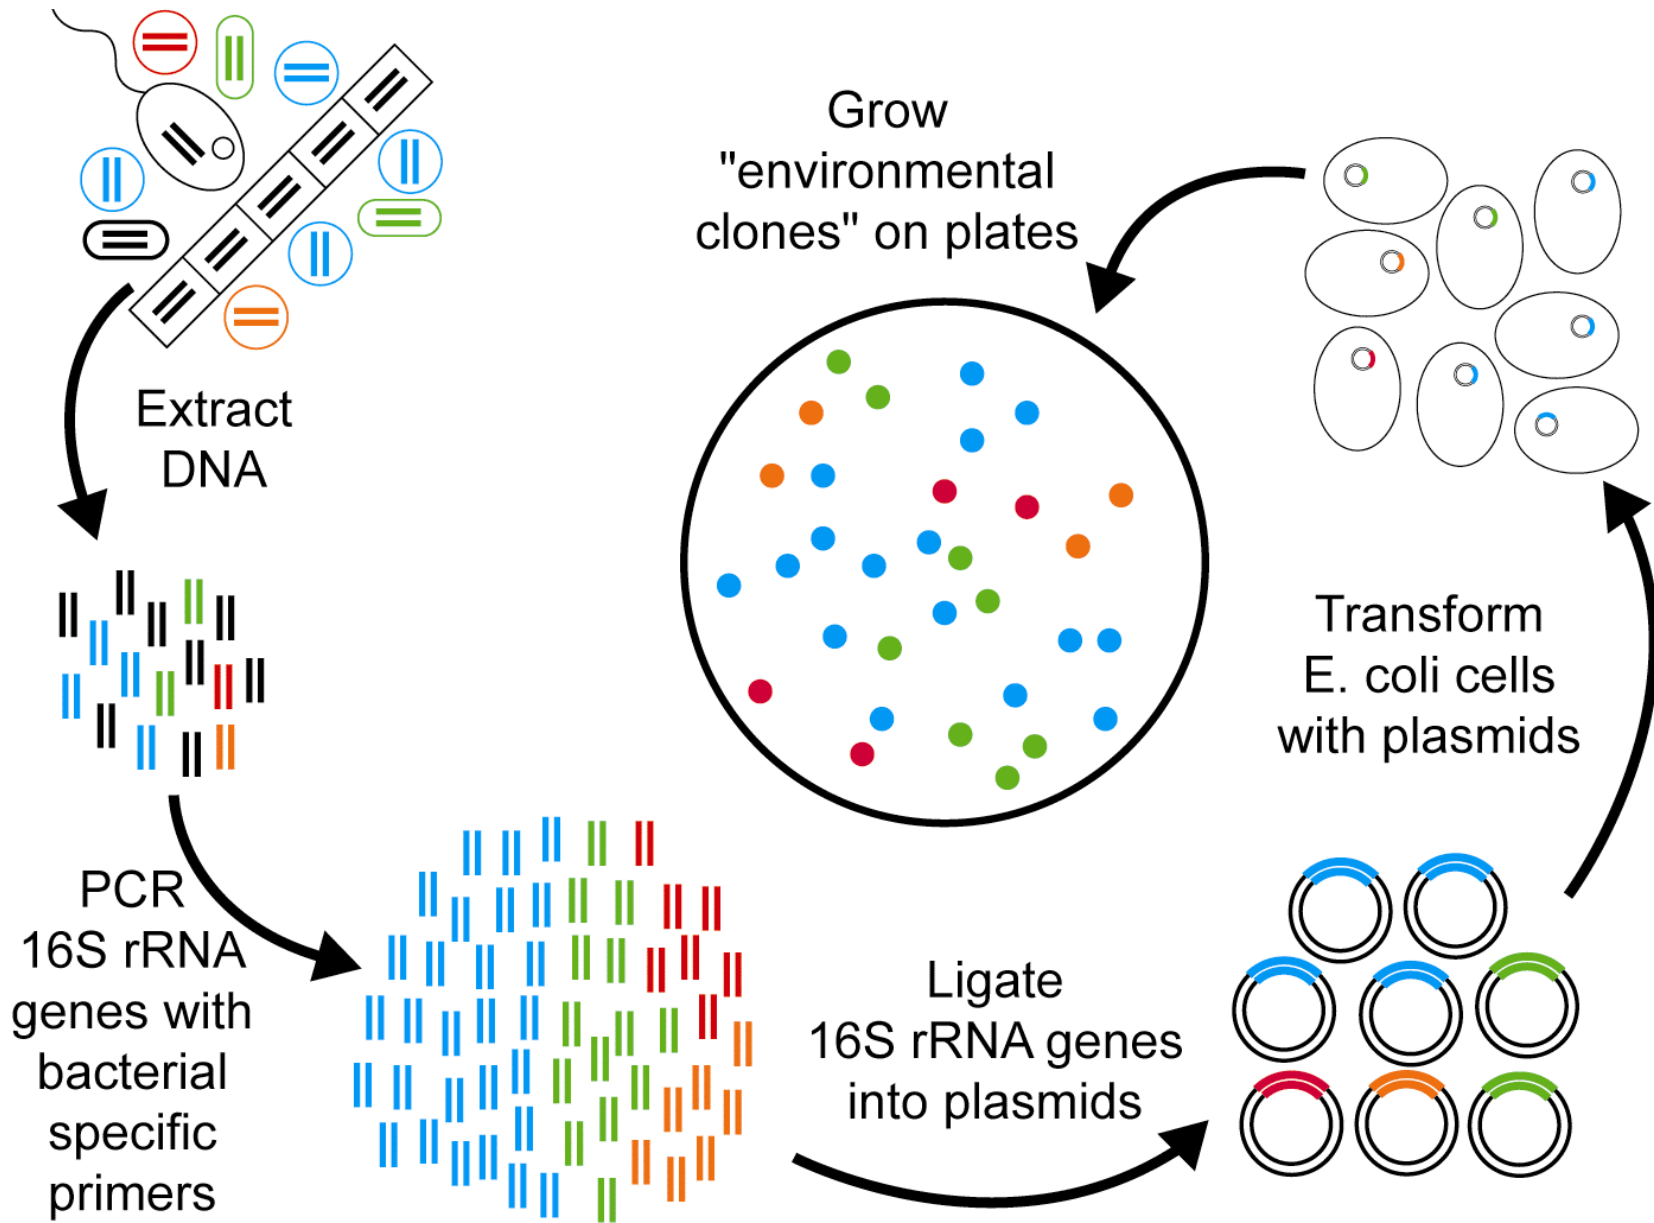 Extract
DNA
PCR
16S rRNA
genes with
bacterial
specific
primers
Ligate
16S rRNA genes
into plasmids
Transform
E. coli cells
with plasmids
Grow
"environmental
clones" on plates